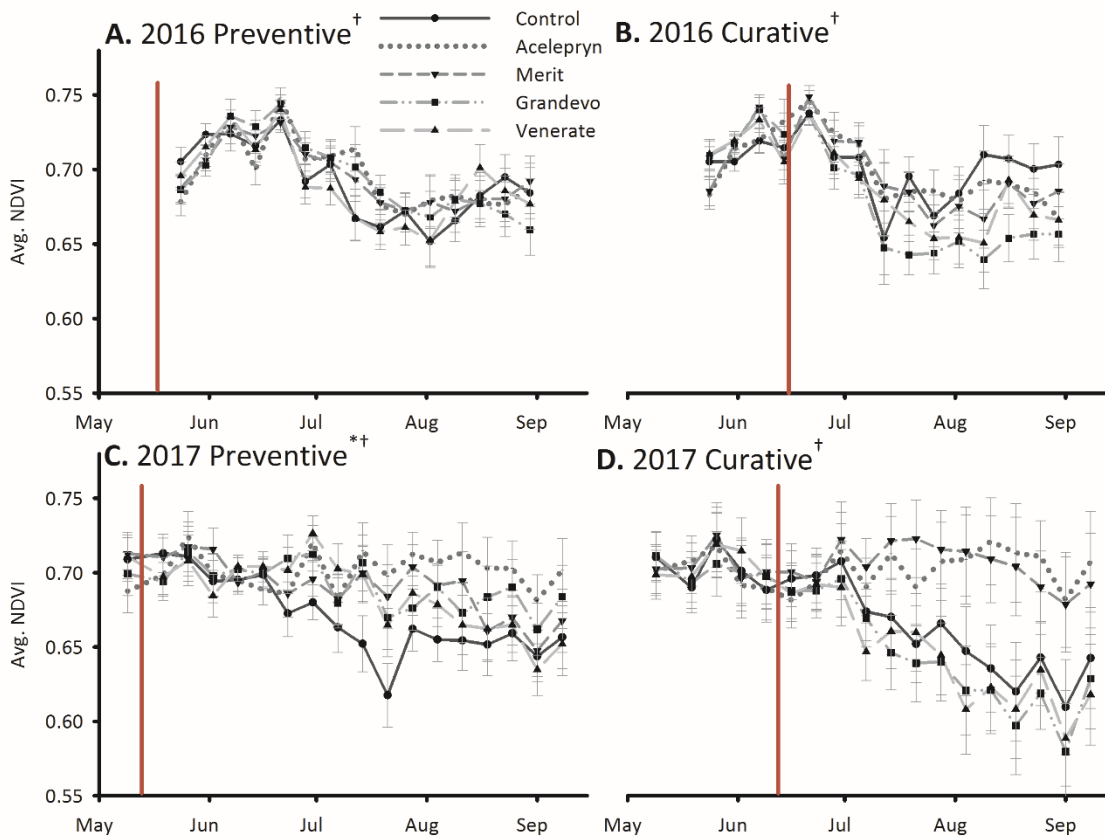 A. 2016 Preventive†
Control
Acelepryn
Merit
Grandevo
Venerate
B. 2016 Curative†
Avg. NDVI
0.75
0.70
0.65
0.60
0.55
May Jun Jul Aug Sep
May Jun Jul Aug Sep
C. 2017 Preventive*†
D. 2017 Curative†
Avg. NDVI
0.75
0.70
0.65
0.60
0.55
May Jun Jul Aug Sep
May Jun Jul Aug Sep